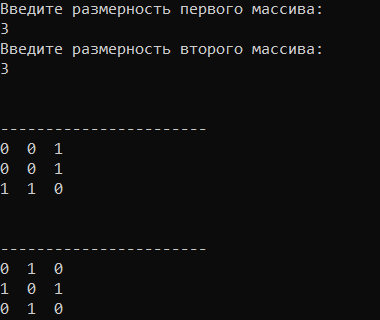 Введите размерность первого массива:
3
Введите размерность второго массива:
3
-----------------------
0  0  1
0  0  1
1  1  0
-----------------------
0  1  0
1  0  1
0  1  0